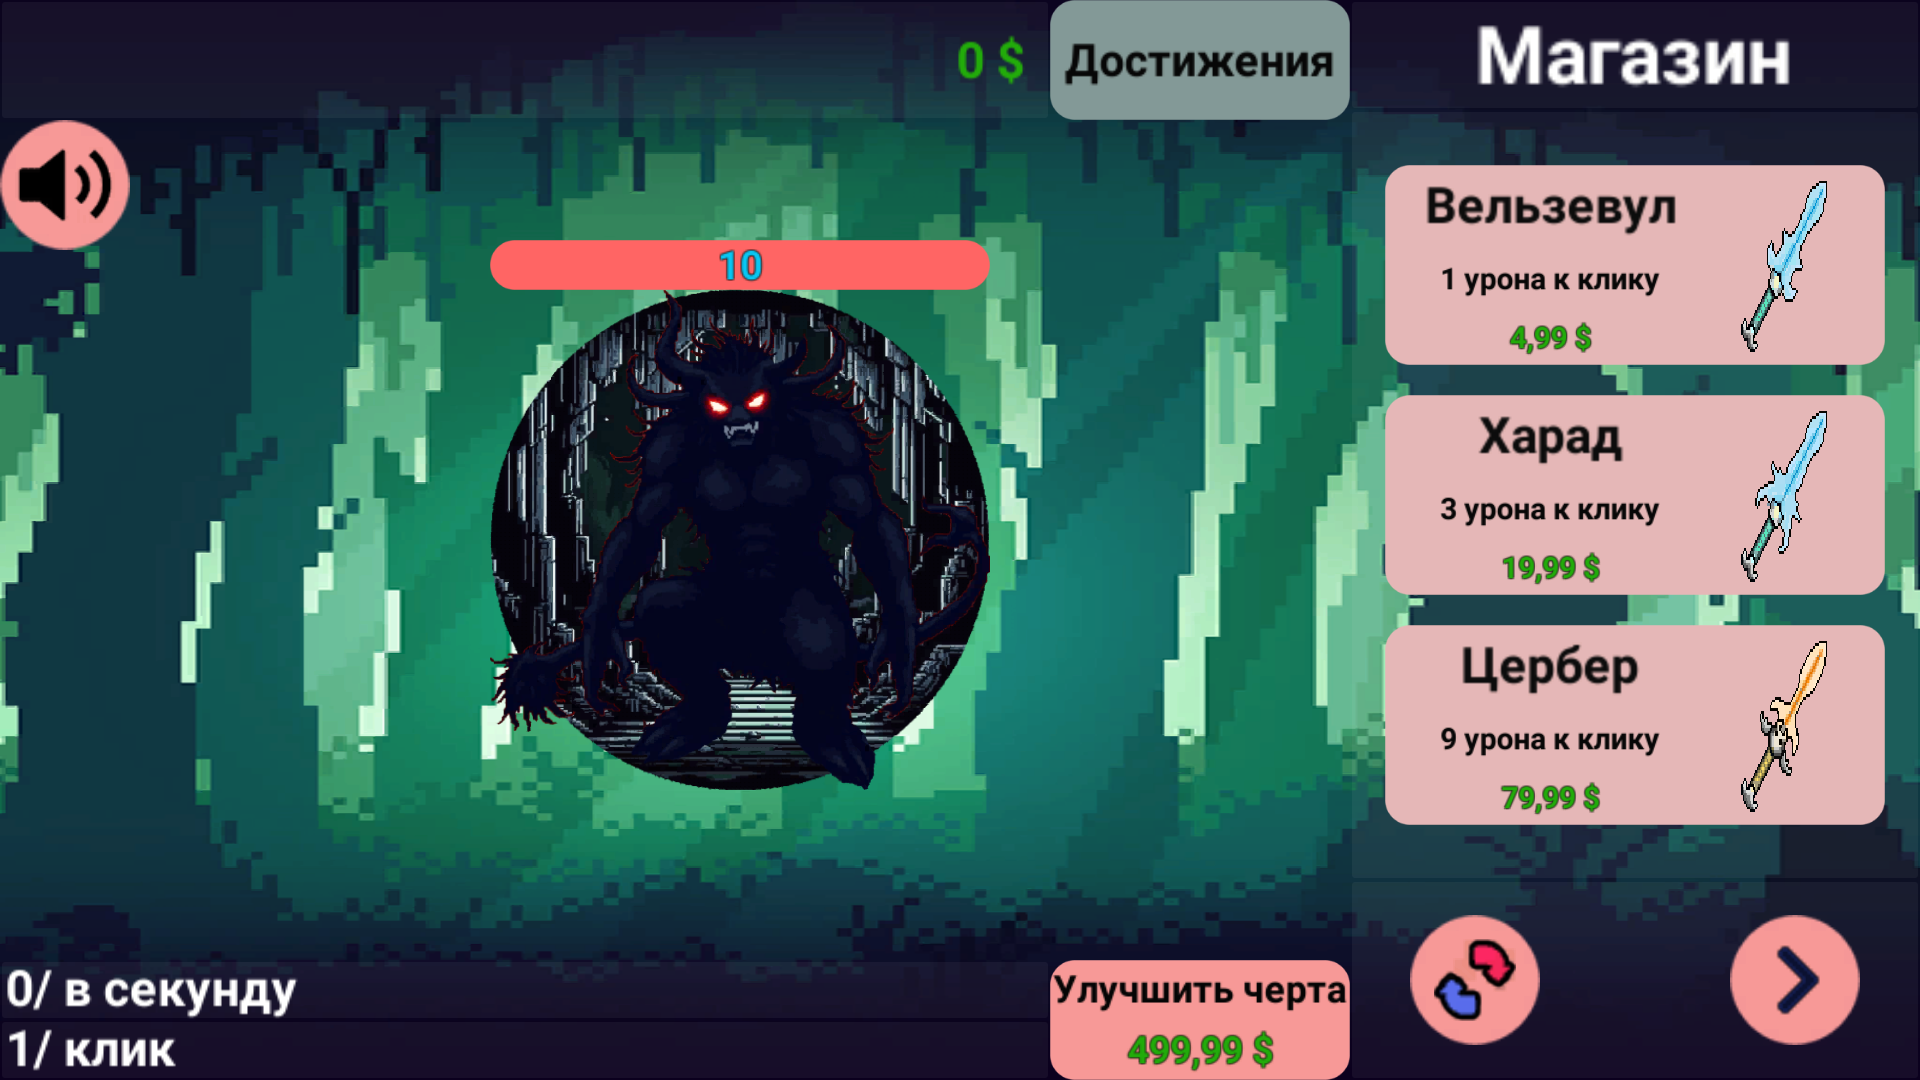 0 $
Достижения
Магазин
10
Вельзевул
1 урона к клику
4,99 $
Харад
3 урона к клику
19,99 $
Цербер
9 урона к клику
79,99 $
0/ в секунду
1/ клик
Улучшить черта
499,99 $